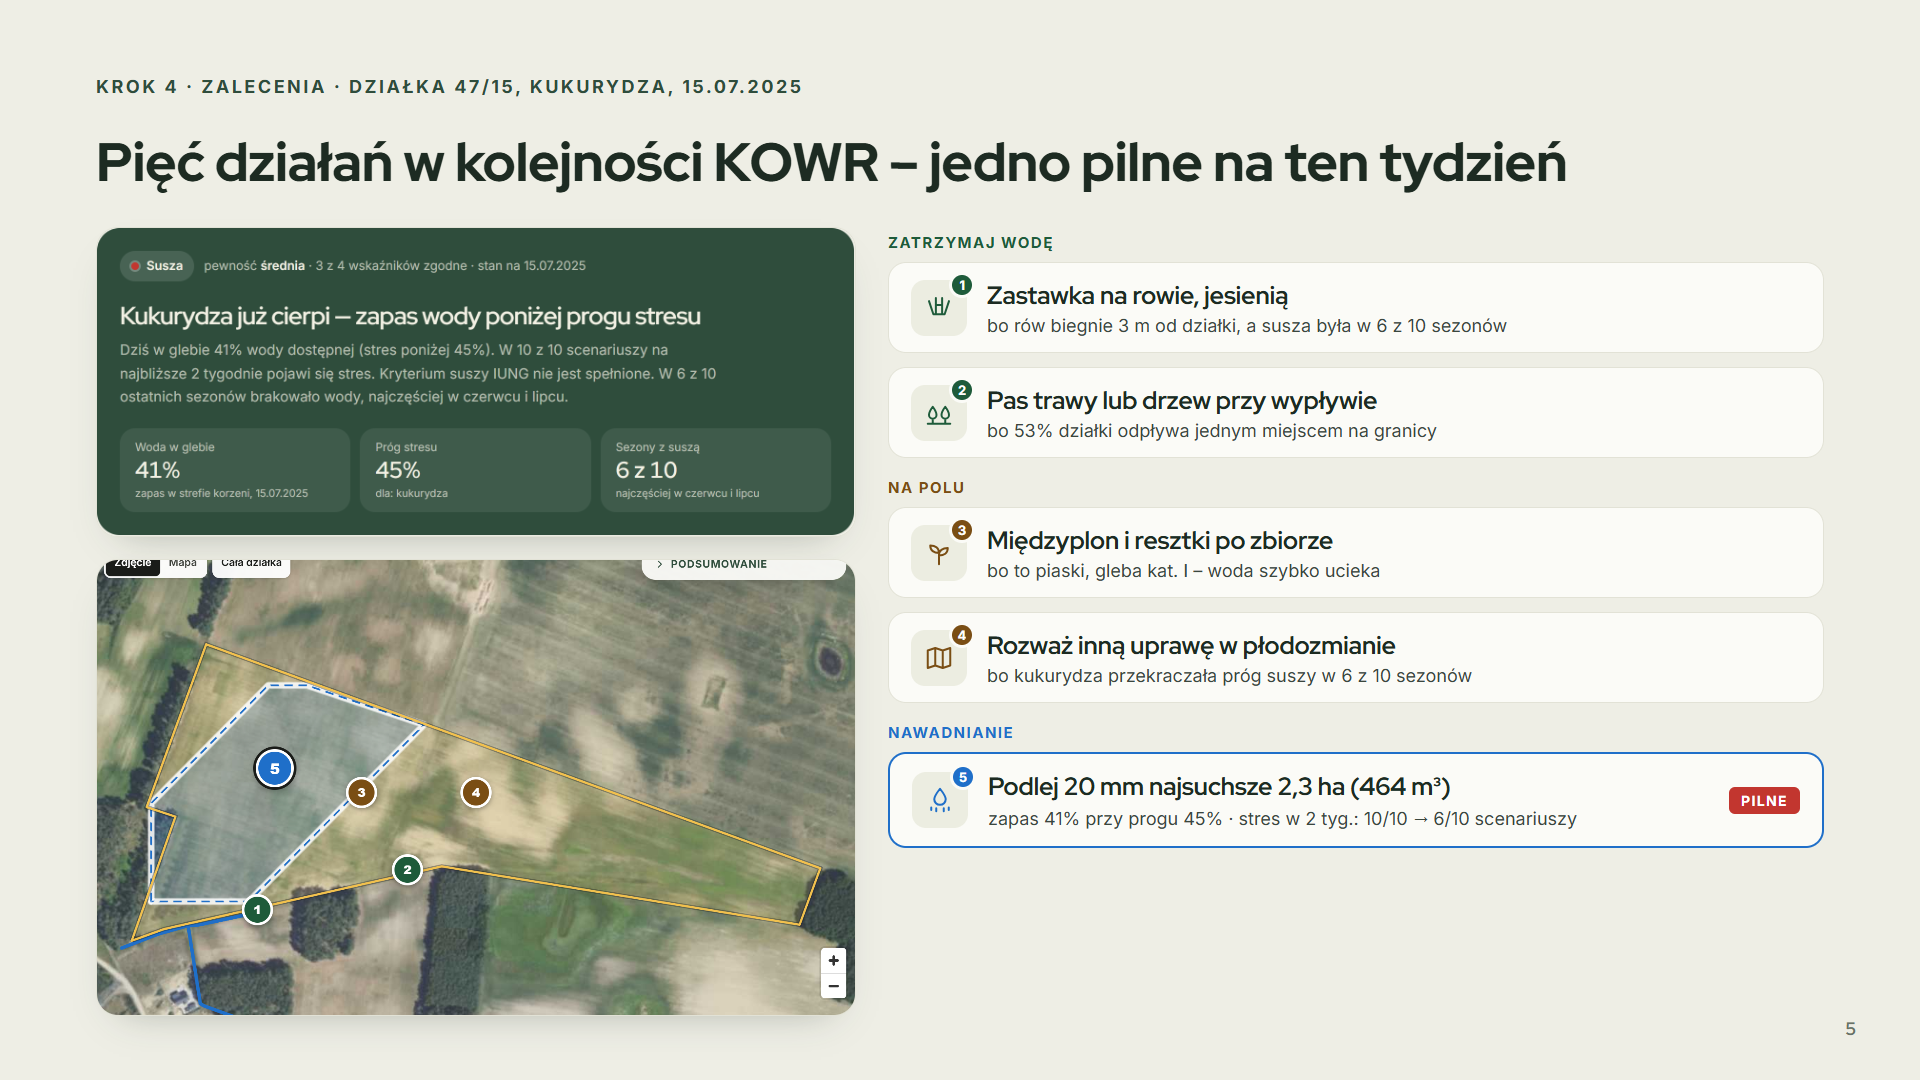 KROK 4 · ZALECENIA · DZIAŁKA 47/15, KUKURYDZA, 15.07.2025
Pięć działań w kolejności KOWR – jedno pilne na ten tydzień
Susza
pewność średnia · 3 z 4 wskaźników zgodne · stan na 15.07.2025
Kukurydza już cierpi — zapas wody poniżej progu stresu
Dziś w glebie 41% wody dostępnej (stres poniżej 45%). W 10 z 10 scenariuszy na
najbliższe 2 tygodnie pojawi się stres. Kryterium suszy IUNG nie jest spełnione. W 6 z 10
ostatnich sezonów brakowało wody, najczęściej w czerwcu i lipcu.
Woda w glebie
41%
zapas w strefie korzeni, 15.07.2025
Próg stresu
45%
dla: kukurydza
Sezony z suszą
6 z 10
najczęściej w czerwcu i lipcu
Zdjęcie
Mapa
Cała działka
› PODSUMOWANIE
5
3
4
2
1
+
−
ZATRZYMAJ WODĘ
1
Zastawka na rowie, jesienią
bo rów biegnie 3 m od działki, a susza była w 6 z 10 sezonów
2
Pas trawy lub drzew przy wypływie
bo 53% działki odpływa jednym miejscem na granicy
NA POLU
3
Międzyplon i resztki po zbiorze
bo to piaski, gleba kat. I – woda szybko ucieka
4
Rozważ inną uprawę w płodozmianie
bo kukurydza przekraczała próg suszy w 6 z 10 sezonów
NAWADNIANIE
5
Podlej 20 mm najsuchsze 2,3 ha (464 m³)
zapas 41% przy progu 45% · stres w 2 tyg.: 10/10 → 6/10 scenariuszy
PILNE
5